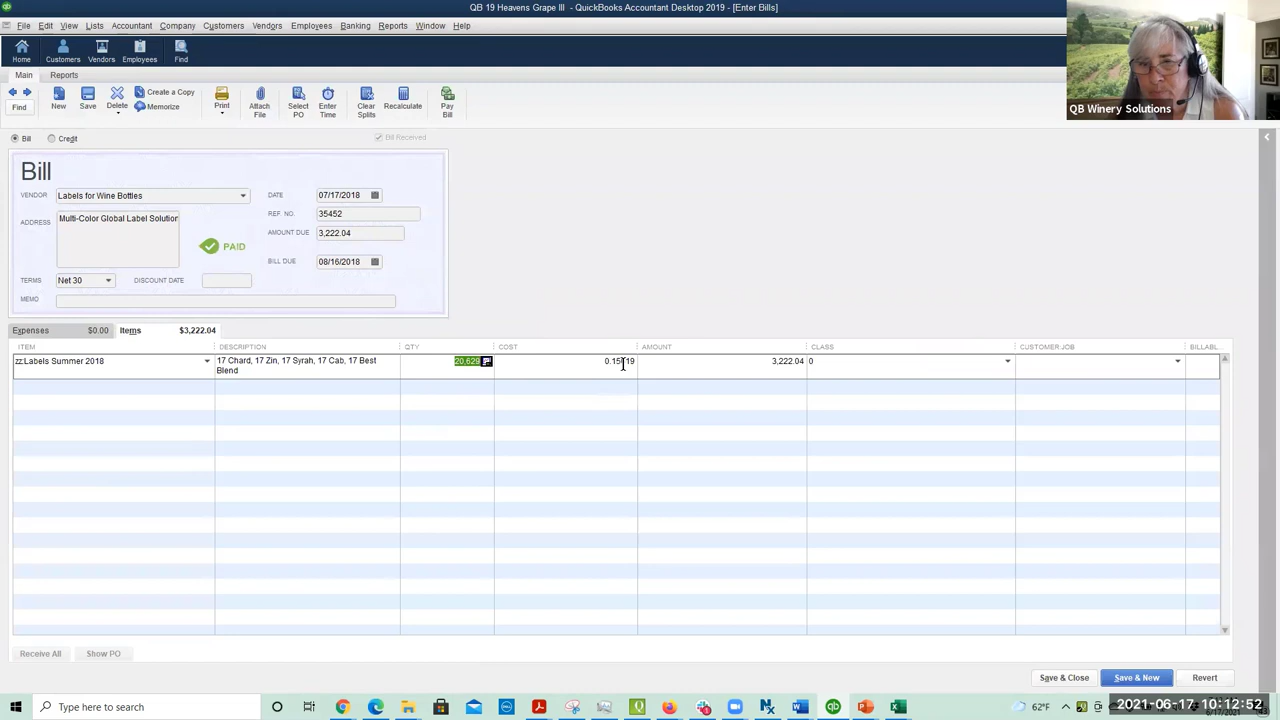 QB 19 Heavens Grape III - QuickBooks Accountant Desktop 2019 - [Enter Bills]
File Edit View Lists Accountant Company Customers Vendors Employees Banking Reports Window Help
Home Customers Vendors Employees Find
Main Reports
Find New Save Delete Create a Copy Memorize Print Attach File Select PO Enter Time Clear Splits Recalculate Pay Bill
QB Winery Solutions
Bill Credit Bill Received
Bill
VENDOR Labels for Wine Bottles DATE 07/17/2018
ADDRESS Multi-Color Global Label Solution REF. NO. 35452
AMOUNT DUE 3,222.04
PAID
BILL DUE 08/16/2018
TERMS Net 30 DISCOUNT DATE
MEMO
Expenses $0.00 Items $3,222.04
ITEM DESCRIPTION QTY COST AMOUNT CLASS CUSTOMER:JOB BILLABL
zz:Labels Summer 2018 17 Chard, 17 Zin, 17 Syrah, 17 Cab, 17 Best 20,629 3,222.04 0
Blend
Receive All Show PO
Save & Close Save & New Revert
Type here to search 62°F 2021-06-17 10:12:52